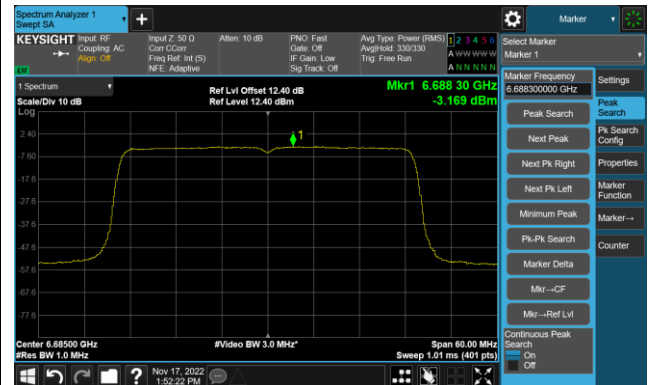 Spectrum Analyzer 1
Swept SA
Marker
KEYSIGHT
Input: RF
Coupling: AC
Align: Off
Input Z: 50 Ω
Corr CCorr
Freq Ref: Int (S)
NFE: Adaptive
Atten: 10 dB
PNO: Fast
Gate: Off
IF Gain: Low
Sig Track: Off
Avg Type: Power (RMS)
Avg|Hold: 330/330
Trig: Free Run
1 2 3 4 5 6
A W W W W W
A N N N N N
Select Marker
Marker 1
LXI
1 Spectrum
Scale/Div 10 dB
Log
Ref Lvl Offset 12.40 dB
Ref Level 12.40 dBm
Mkr1 6.688 30 GHz
-3.169 dBm
1
2.40
-7.60
-17.6
-27.6
-37.6
-47.6
-57.6
-67.6
-77.6
Center 6.68500 GHz
#Res BW 1.0 MHz
#Video BW 3.0 MHz*
Span 60.00 MHz
Sweep 1.01 ms (401 pts)
Marker Frequency
6.688300000 GHz
Peak Search
Next Peak
Next Pk Right
Next Pk Left
Minimum Peak
Pk-Pk Search
Marker Delta
Mkr→CF
Mkr→Ref Lvl
Continuous Peak
Search
On
Off
Settings
Peak
Search
Pk Search
Config
Properties
Marker
Function
Marker→
Counter
?
Nov 17, 2022
1:52:22 PM